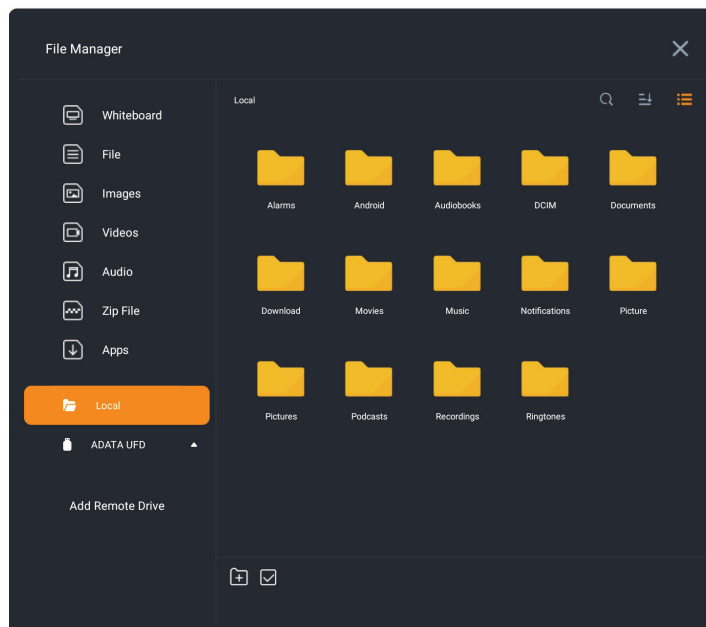 File Manager
Whiteboard
File
Images
Videos
Audio
Zip File
Apps
Local
ADATA UFD
Add Remote Drive
Local
Alarms
Android
Audiobooks
DCIM
Documents
Download
Movies
Music
Notifications
Picture
Pictures
Podcasts
Recordings
Ringtones